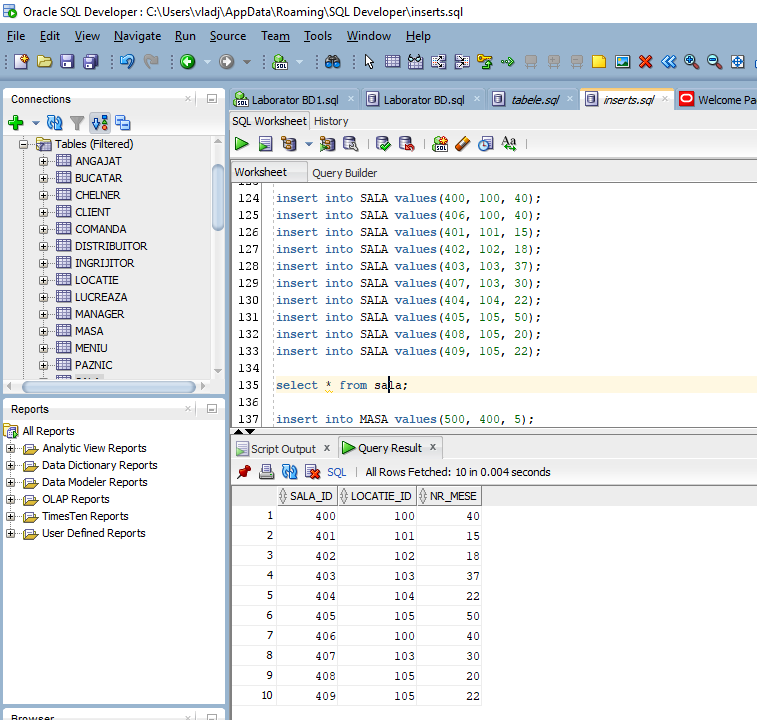 Oracle SQL Developer : C:\Users\vladj\AppData\Roaming\SQL Developer\inserts.sql
File Edit View Navigate Run Source Team Tools Window Help
Connections
Tables (Filtered)
ANGAJAT
BUCATAR
CHELNER
CLIENT
COMANDA
DISTRIBUITOR
INGRIJITOR
LOCATIE
LUCREAZA
MANAGER
MASA
MENIU
PAZNIC
Reports
All Reports
Analytic View Reports
Data Dictionary Reports
Data Modeler Reports
OLAP Reports
TimesTen Reports
User Defined Reports
Browser
Laborator BD1.sql Laborator BD.sql tabele.sql inserts.sql Welcome Pa
SQL Worksheet History
Worksheet Query Builder
124 insert into SALA values(400, 100, 40);
125 insert into SALA values(406, 100, 40);
126 insert into SALA values(401, 101, 15);
127 insert into SALA values(402, 102, 18);
128 insert into SALA values(403, 103, 37);
129 insert into SALA values(407, 103, 30);
130 insert into SALA values(404, 104, 22);
131 insert into SALA values(405, 105, 50);
132 insert into SALA values(408, 105, 20);
133 insert into SALA values(409, 105, 22);
134
135 select * from sala;
136
137 insert into MASA values(500, 400, 5);
Script Output x Query Result x
SQL | All Rows Fetched: 10 in 0.004 seconds
SALA_ID LOCATIE_ID NR_MESE
1 400 100 40
2 401 101 15
3 402 102 18
4 403 103 37
5 404 104 22
6 405 105 50
7 406 100 40
8 407 103 30
9 408 105 20
10 409 105 22